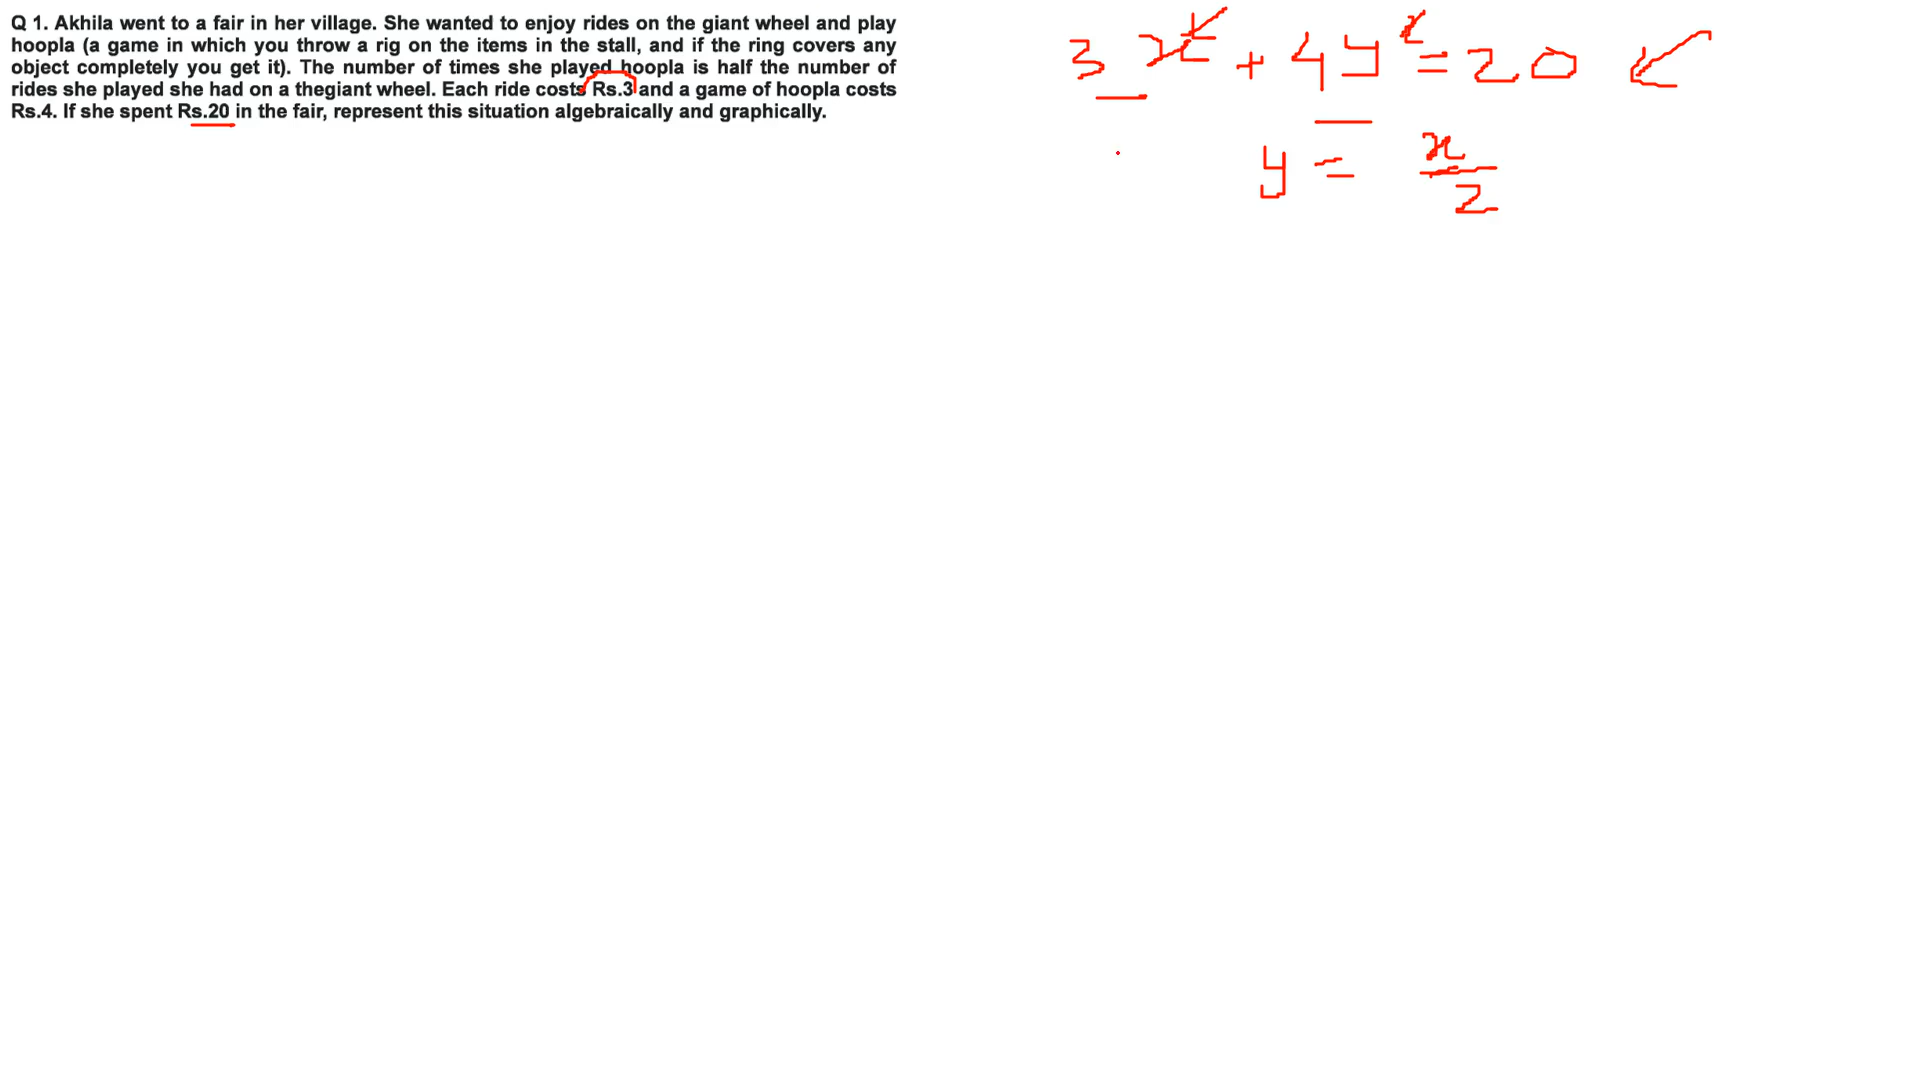 Q 1. Akhila went to a fair in her village. She wanted to enjoy rides on the giant wheel and play
hoopla (a game in which you throw a rig on the items in the stall, and if the ring covers any
object completely you get it). The number of times she played hoopla is half the number of
rides she played she had on a thegiant wheel. Each ride costs Rs.3 and a game of hoopla costs
Rs.4. If she spent Rs.20 in the fair, represent this situation algebraically and graphically.
3x + 4y = 20
y = x/2